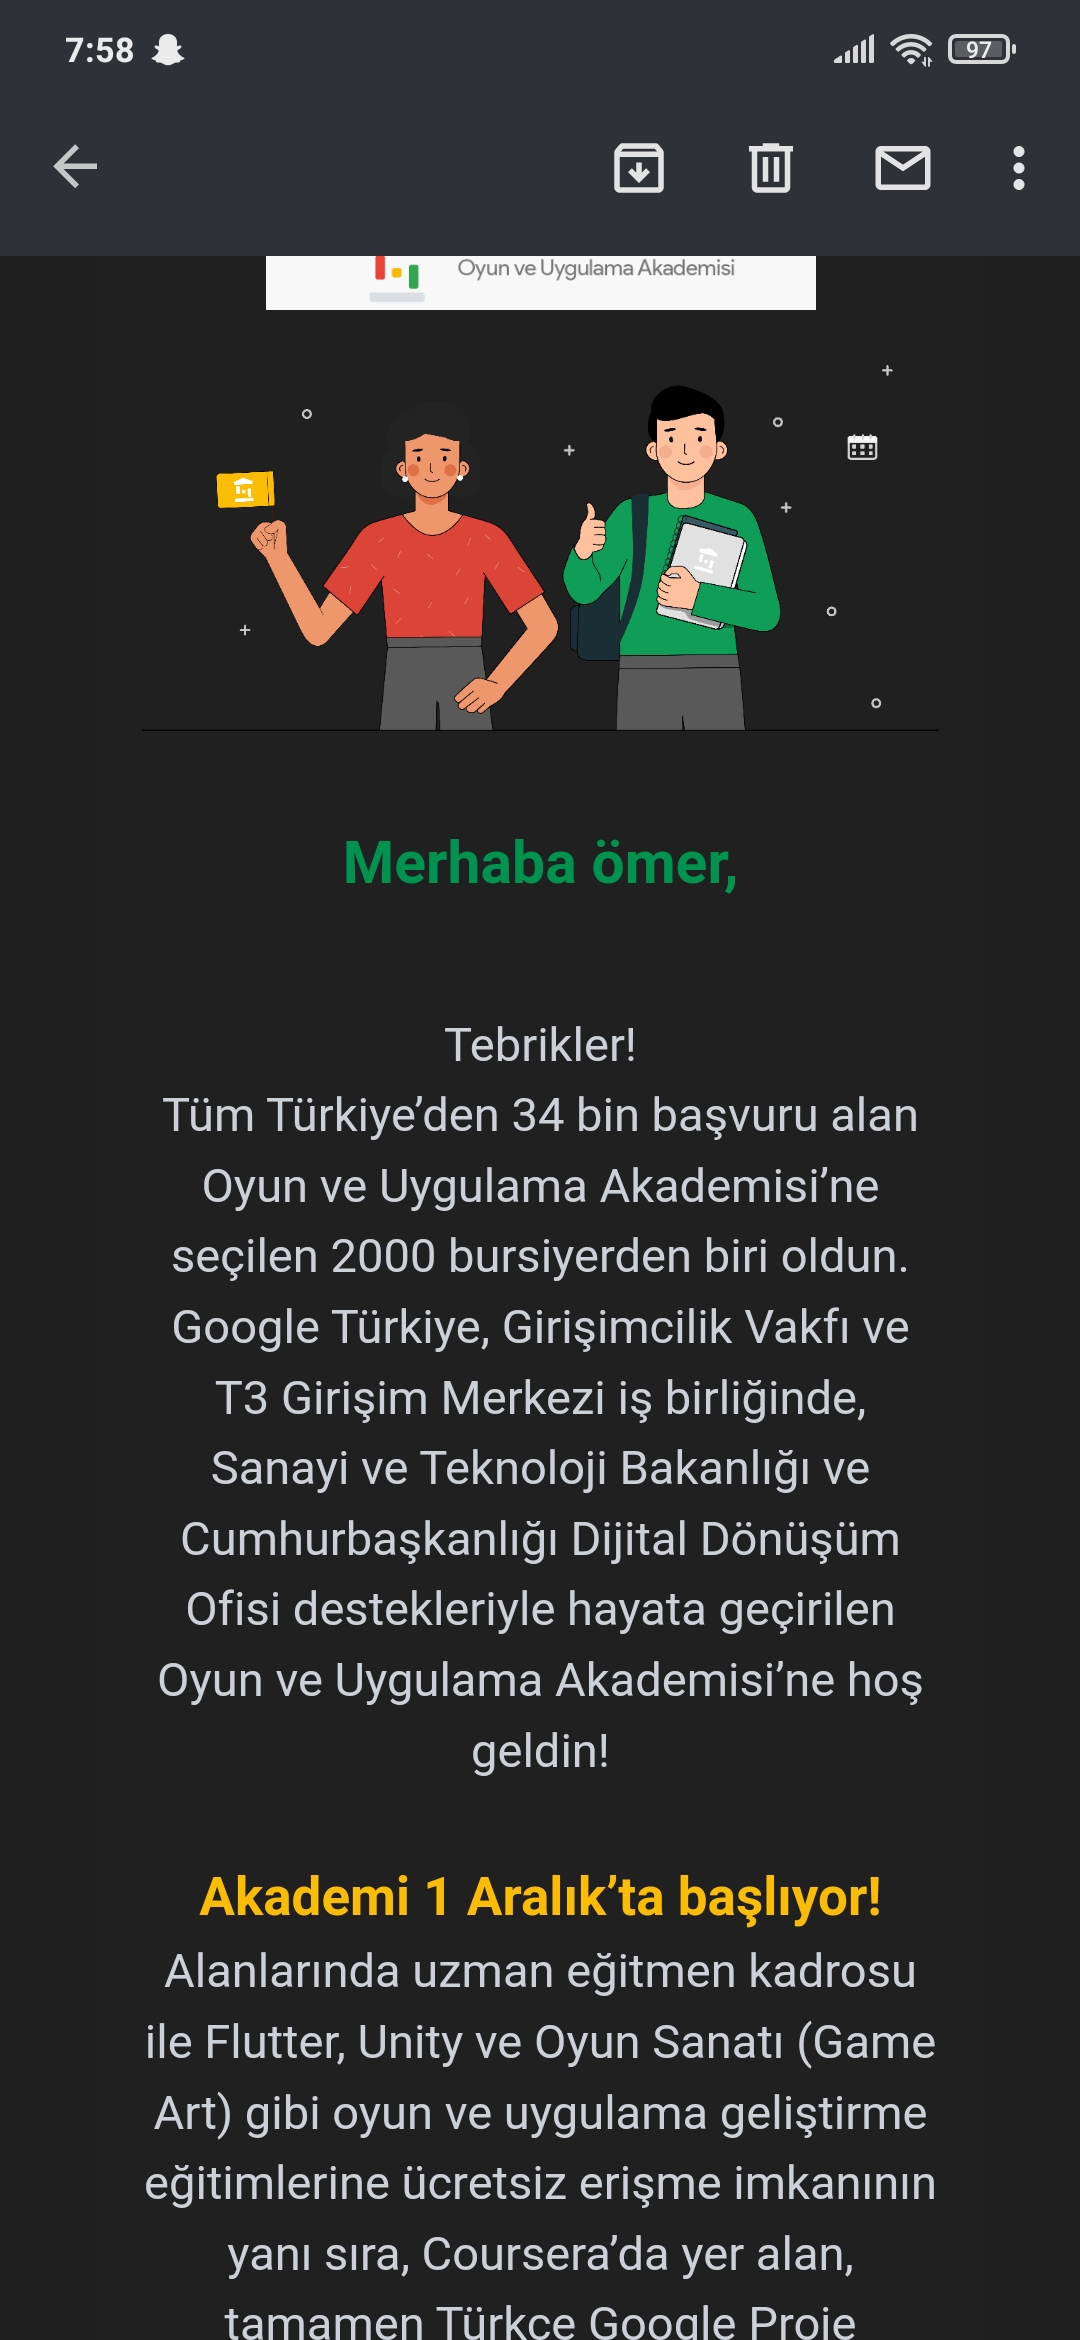 7:58
97
Oyun ve Uygulama Akademisi
Merhaba ömer,
Tebrikler!
Tüm Türkiye’den 34 bin başvuru alan
Oyun ve Uygulama Akademisi’ne
seçilen 2000 bursiyerden biri oldun.
Google Türkiye, Girişimcilik Vakfı ve
T3 Girişim Merkezi iş birliğinde,
Sanayi ve Teknoloji Bakanlığı ve
Cumhurbaşkanlığı Dijital Dönüşüm
Ofisi destekleriyle hayata geçirilen
Oyun ve Uygulama Akademisi’ne hoş
geldin!
Akademi 1 Aralık’ta başlıyor!
Alanlarında uzman eğitmen kadrosu
ile Flutter, Unity ve Oyun Sanatı (Game
Art) gibi oyun ve uygulama geliştirme
eğitimlerine ücretsiz erişme imkanının
yanı sıra, Coursera’da yer alan,
tamamen Türkçe Google Proje